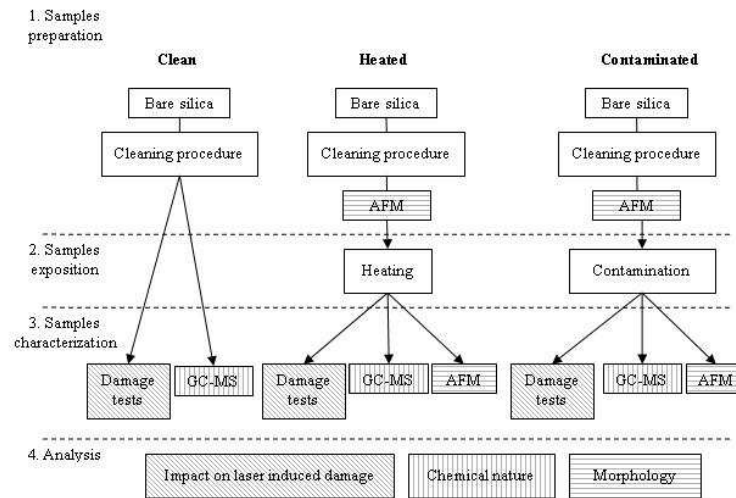 1. Samples
preparation
Clean
Heated
Contaminated
Bare silica
Bare silica
Bare silica
Cleaning procedure
Cleaning procedure
Cleaning procedure
AFM
AFM
2. Samples
exposition
Heating
Contamination
3. Samples
characterization
Damage
tests
GC-MS
Damage
tests
GC-MS
AFM
Damage
tests
GC-MS
AFM
4. Analysis
Impact on laser induced damage
Chemical nature
Morphology